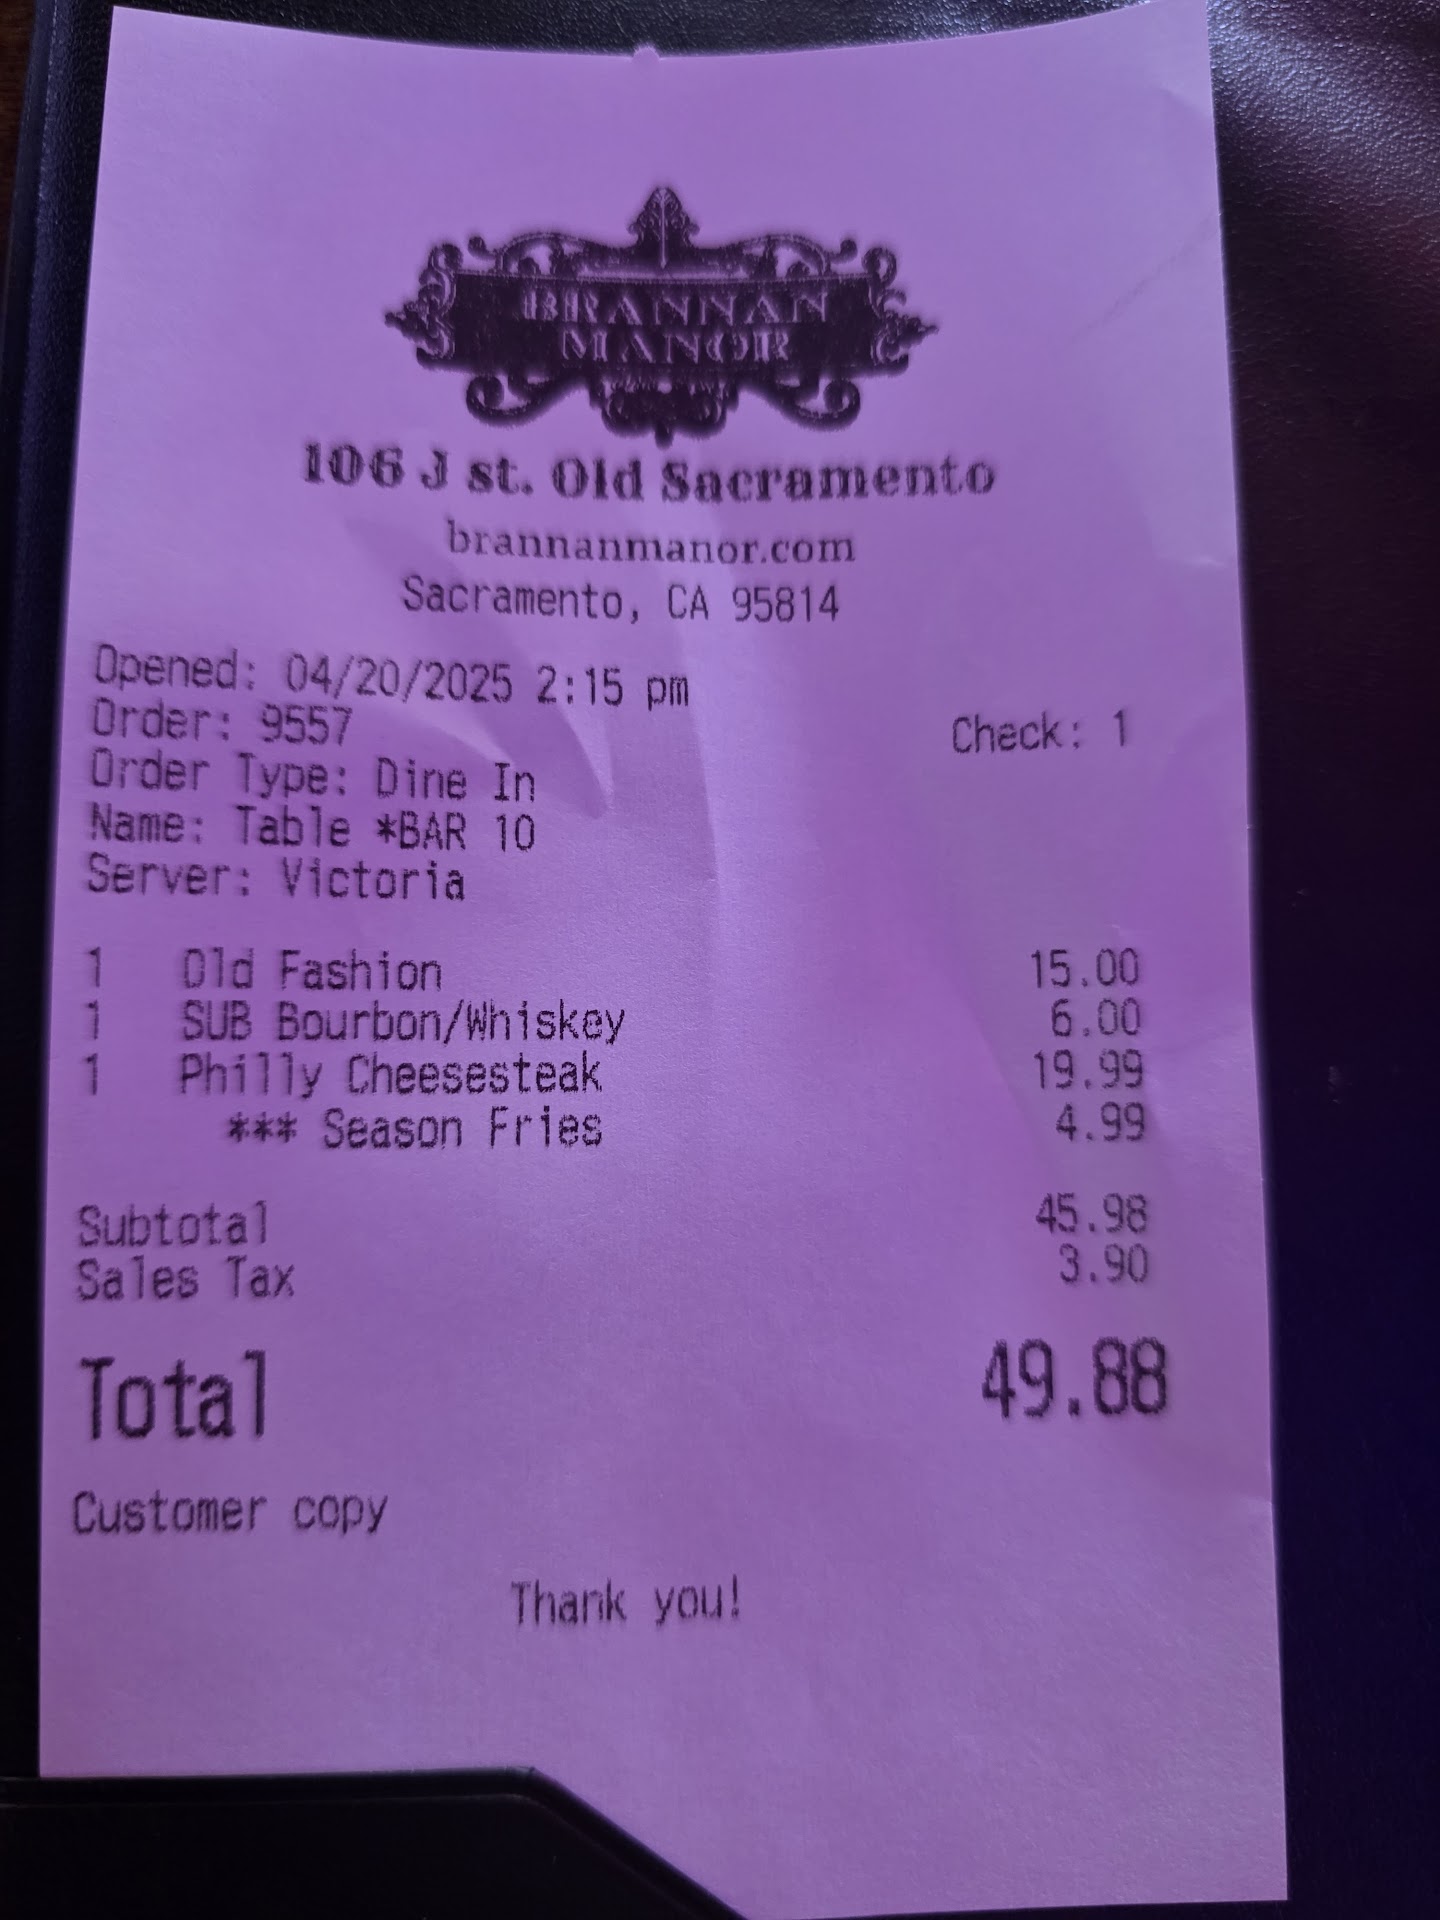 BRANNAN
MANOR
106 J st. Old Sacramento
brannanmanor.com
Sacramento, CA 95814
Opened: 04/20/2025 2:15 pm
Order: 9557 Check: 1
Order Type: Dine In
Name: Table *BAR 10
Server: Victoria
1 Old Fashion 15.00
1 SUB Bourbon/Whiskey 6.00
1 Philly Cheesesteak 19.99
*** Season Fries 4.99
Subtotal 45.98
Sales Tax 3.90
Total 49.88
Customer copy
Thank you!